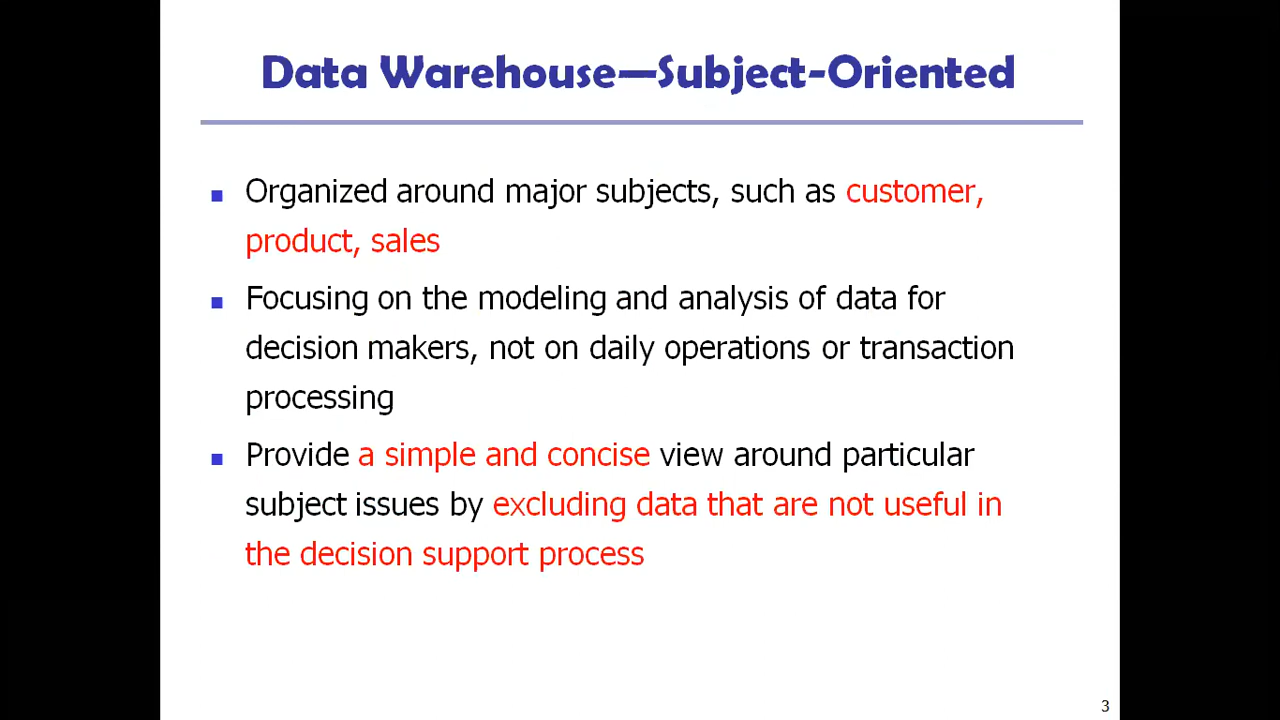 Data Warehouse—Subject-Oriented
Organized around major subjects, such as customer,
product, sales
Focusing on the modeling and analysis of data for
decision makers, not on daily operations or transaction
processing
Provide a simple and concise view around particular
subject issues by excluding data that are not useful in
the decision support process
3